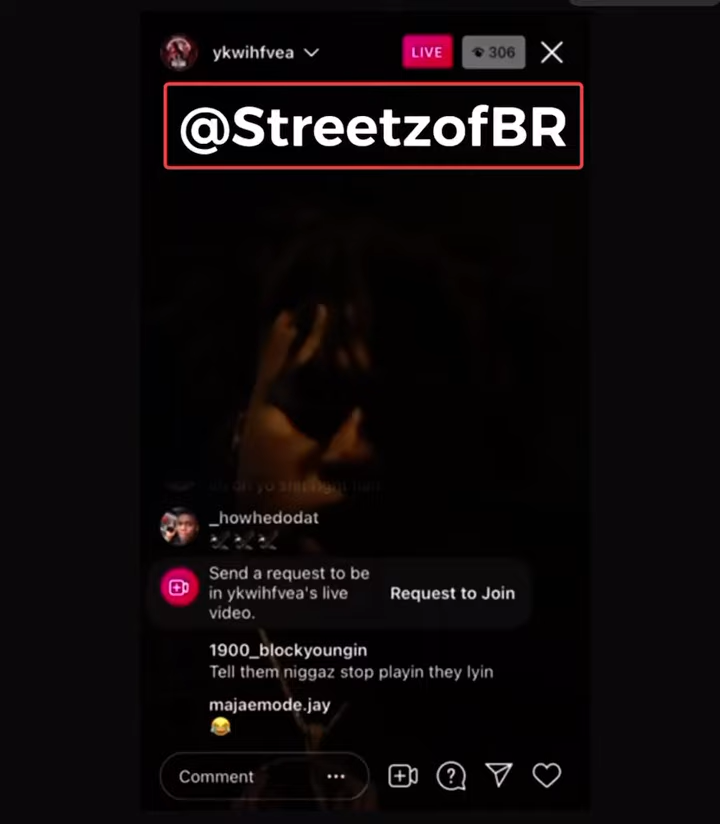 ykwihfvea
LIVE
306
@StreetzofBR
_howhedodat
Send a request to be
in ykwihfvea's live
video.
Request to Join
1900_blockyoungin
Tell them niggaz stop playin they lyin
majaemode.jay
😂
Comment